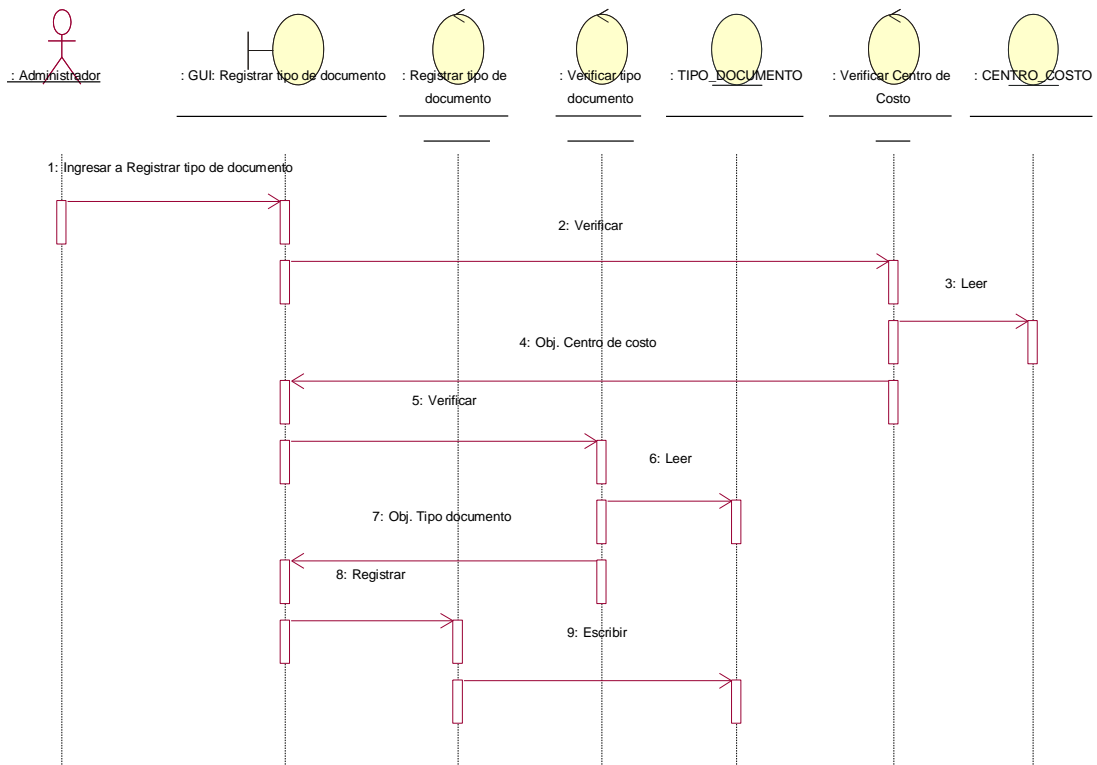 : Administrador
: GUI: Registrar tipo de documento
: Registrar tipo de
documento
: Verificar tipo
documento
: TIPO_DOCUMENTO
: Verificar Centro de
Costo
: CENTRO_COSTO
1: Ingresar a Registrar tipo de documento
2: Verificar
3: Leer
4: Obj. Centro de costo
5: Verificar
6: Leer
7: Obj. Tipo documento
8: Registrar
9: Escribir